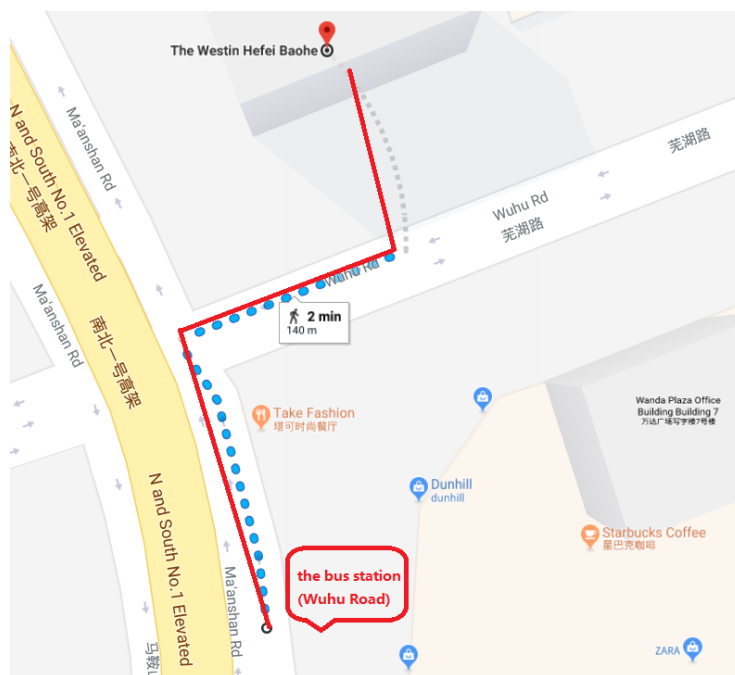 The Westin Hefei Baohe
Ma'anshan Rd
N and South No.1 Elevated
南北一号高架
芜湖路
Wuhu Rd
芜湖路
Wuhu Rd
2 min
140 m
Ma'anshan Rd
南北一号高架
Take Fashion
堪可时尚餐厅
Wanda Plaza Office
Building Building 7
万达广场写字楼7号楼
Dunhill
dunhill
N and South No.1 Elevated
Starbucks Coffee
星巴克咖啡
the bus station
(Wuhu Road)
Ma'anshan Rd
ZARA